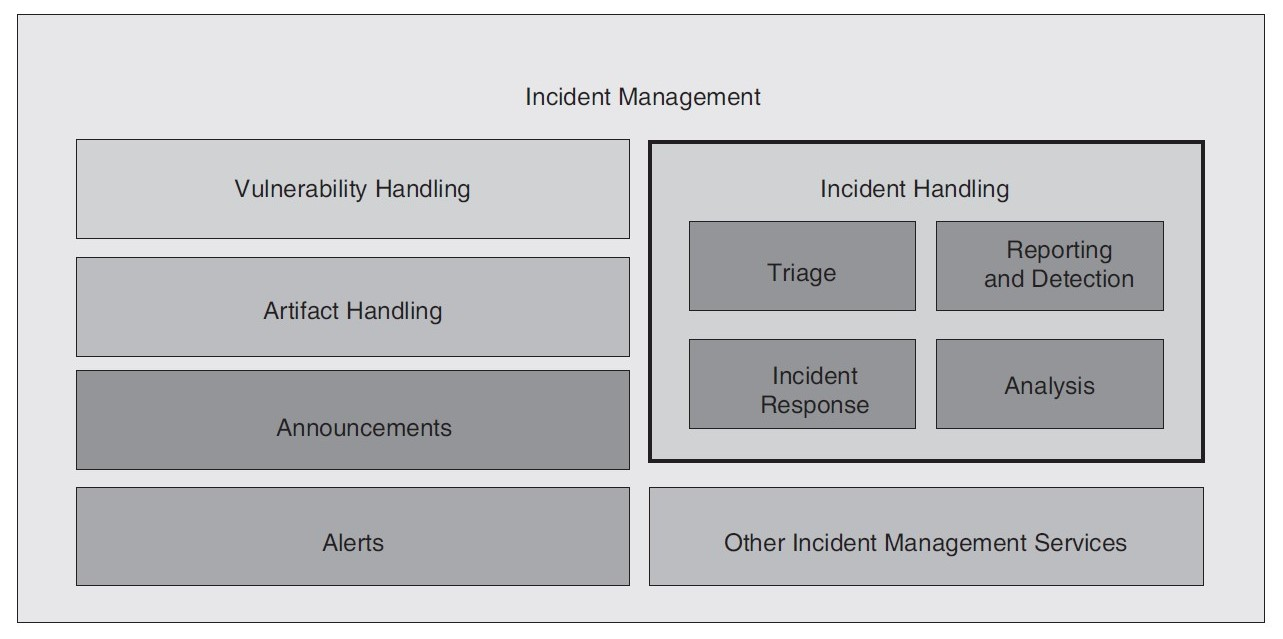 Incident Management
Vulnerability Handling
Artifact Handling
Announcements
Alerts
Incident Handling
Triage
Reporting
and Detection
Incident
Response
Analysis
Other Incident Management Services